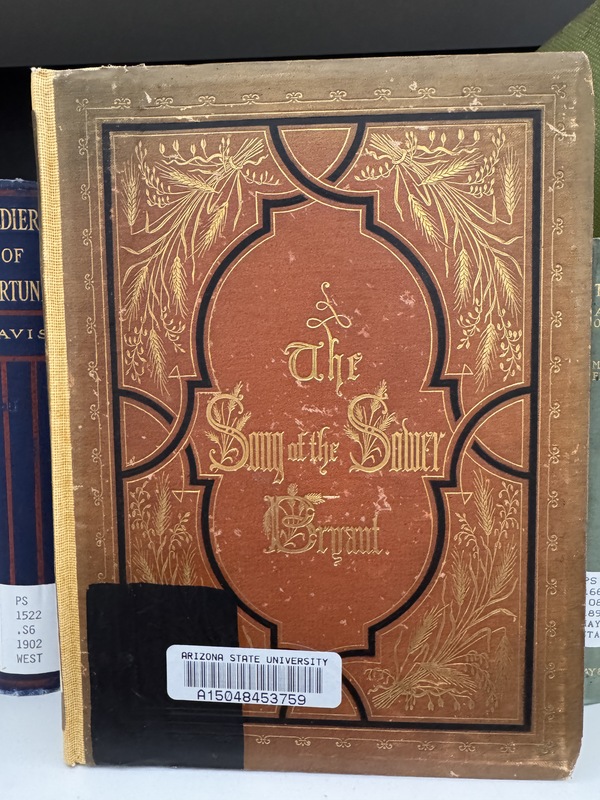 The
Song of the Sower
Bryant.
ARIZONA STATE UNIVERSITY
A15048453759
DIER
OF
RTUN
AVIS
PS
1522
.S6
1902
WEST
PS